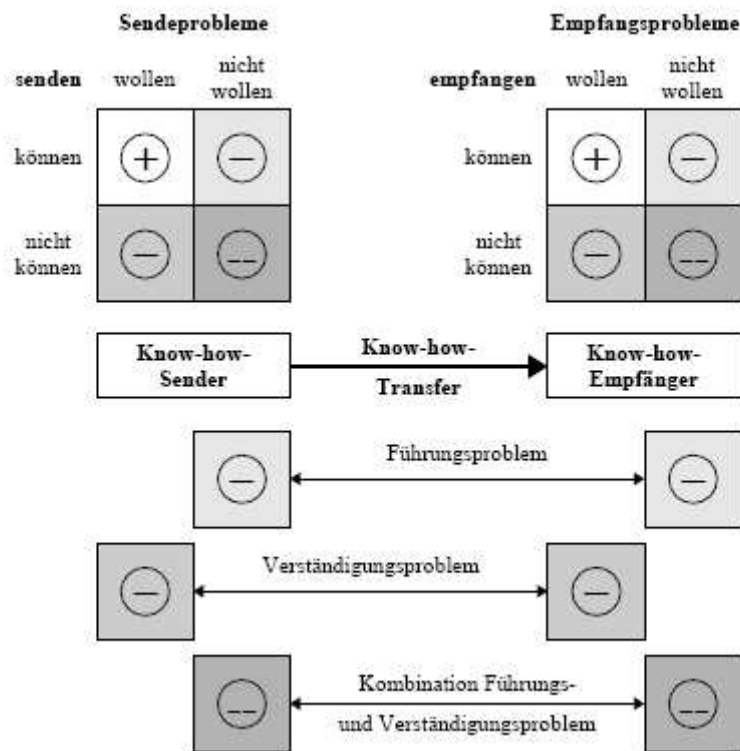 Sendeprobleme
Empfangsprobleme
senden wollen nicht wollen
empfangen wollen nicht wollen
können + −
können + −
nicht können − −−
nicht können − −−
Know-how-
Sender
Know-how-
Transfer
Know-how-
Empfänger
− Führungsproblem −
− Verständigungsproblem −
−− Kombination Führungs-
und Verständigungsproblem −−